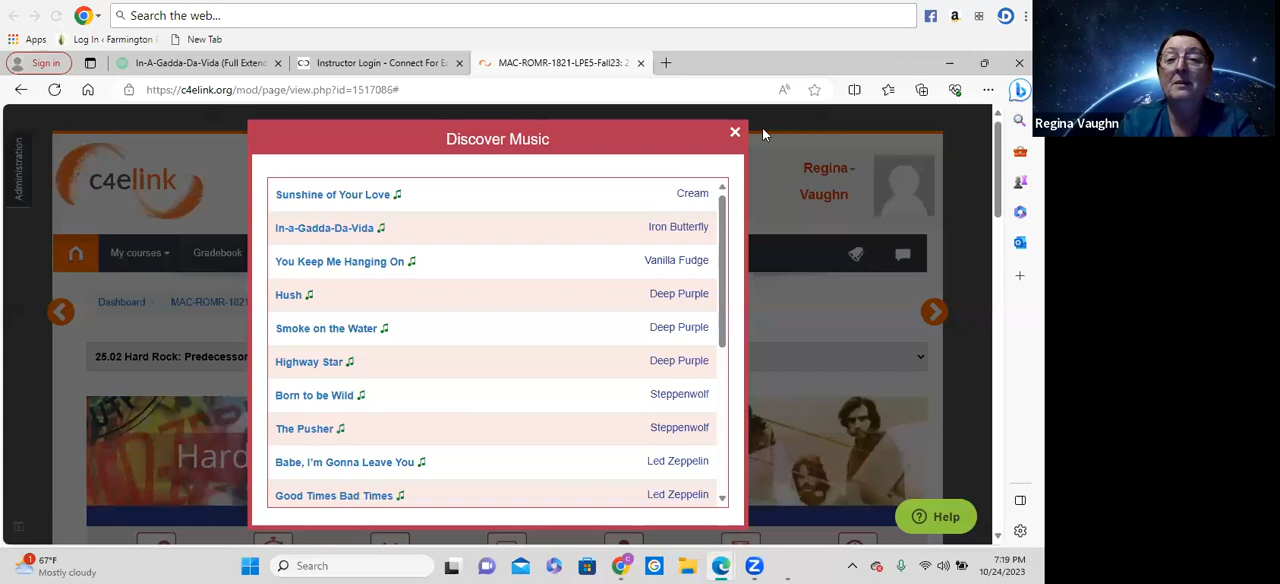 Search the web...
Apps
Log In ‹ Farmington
New Tab
Sign in
In-A-Gadda-Da-Vida (Full Extend
Instructor Login - Connect For Ed
MAC-ROMR-1821-LPE5-Fall23: 2
https://c4elink.org/mod/page/view.php?id=1517086#
Regina Vaughn
Administration
c4elink
Regina -
Vaughn
My courses
Gradebook
Dashboard
MAC-ROMR-1821
25.02 Hard Rock: Predecessor
Hard
Discover Music
Sunshine of Your Love Cream
In-a-Gadda-Da-Vida Iron Butterfly
You Keep Me Hanging On Vanilla Fudge
Hush Deep Purple
Smoke on the Water Deep Purple
Highway Star Deep Purple
Born to be Wild Steppenwolf
The Pusher Steppenwolf
Babe, I'm Gonna Leave You Led Zeppelin
Good Times Bad Times Led Zeppelin
Help
67°F
Mostly cloudy
Search
7:19 PM
10/24/2023